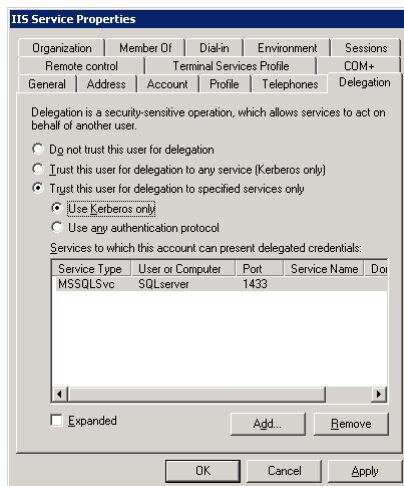 IIS Service Properties
Organization Member Of Dial-in Environment Sessions
Remote control Terminal Services Profile COM+
General Address Account Profile Telephones Delegation
Delegation is a security-sensitive operation, which allows services to act on
behalf of another user.
Do not trust this user for delegation
Trust this user for delegation to any service (Kerberos only)
Trust this user for delegation to specified services only
Use Kerberos only
Use any authentication protocol
Services to which this account can present delegated credentials:
Service Type User or Computer Port Service Name Doi
MSSQLSvc SQLserver 1433
Expanded Add... Remove
OK Cancel Apply